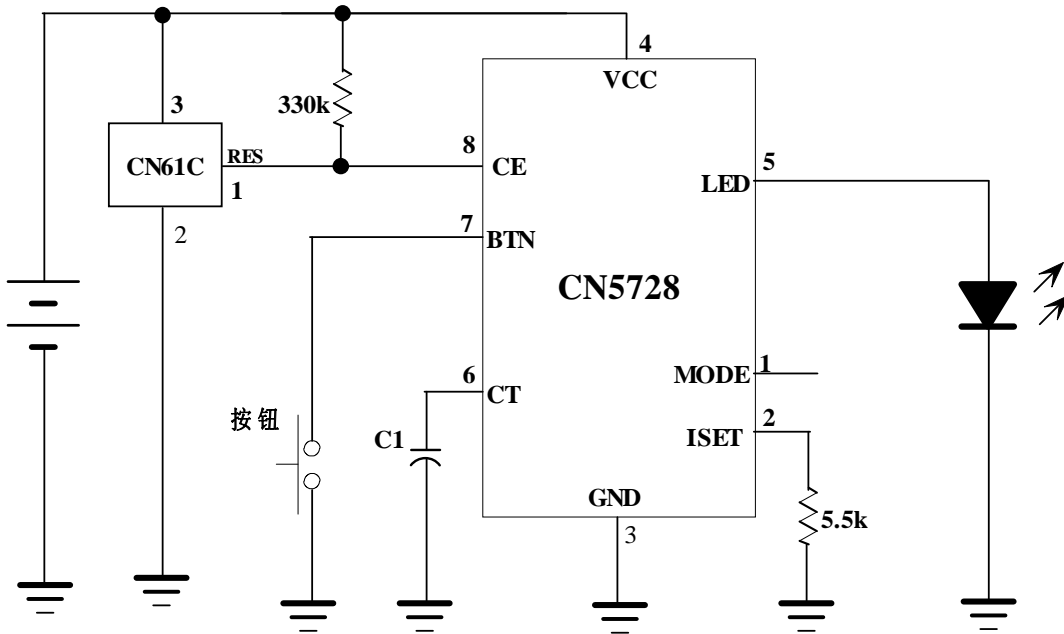 4
VCC
3
330k
CN61C
RES
1
2
8
CE
5
LED
7
BTN
CN5728
6
CT
1
MODE
2
ISET
按钮
C1
GND
3
5.5k